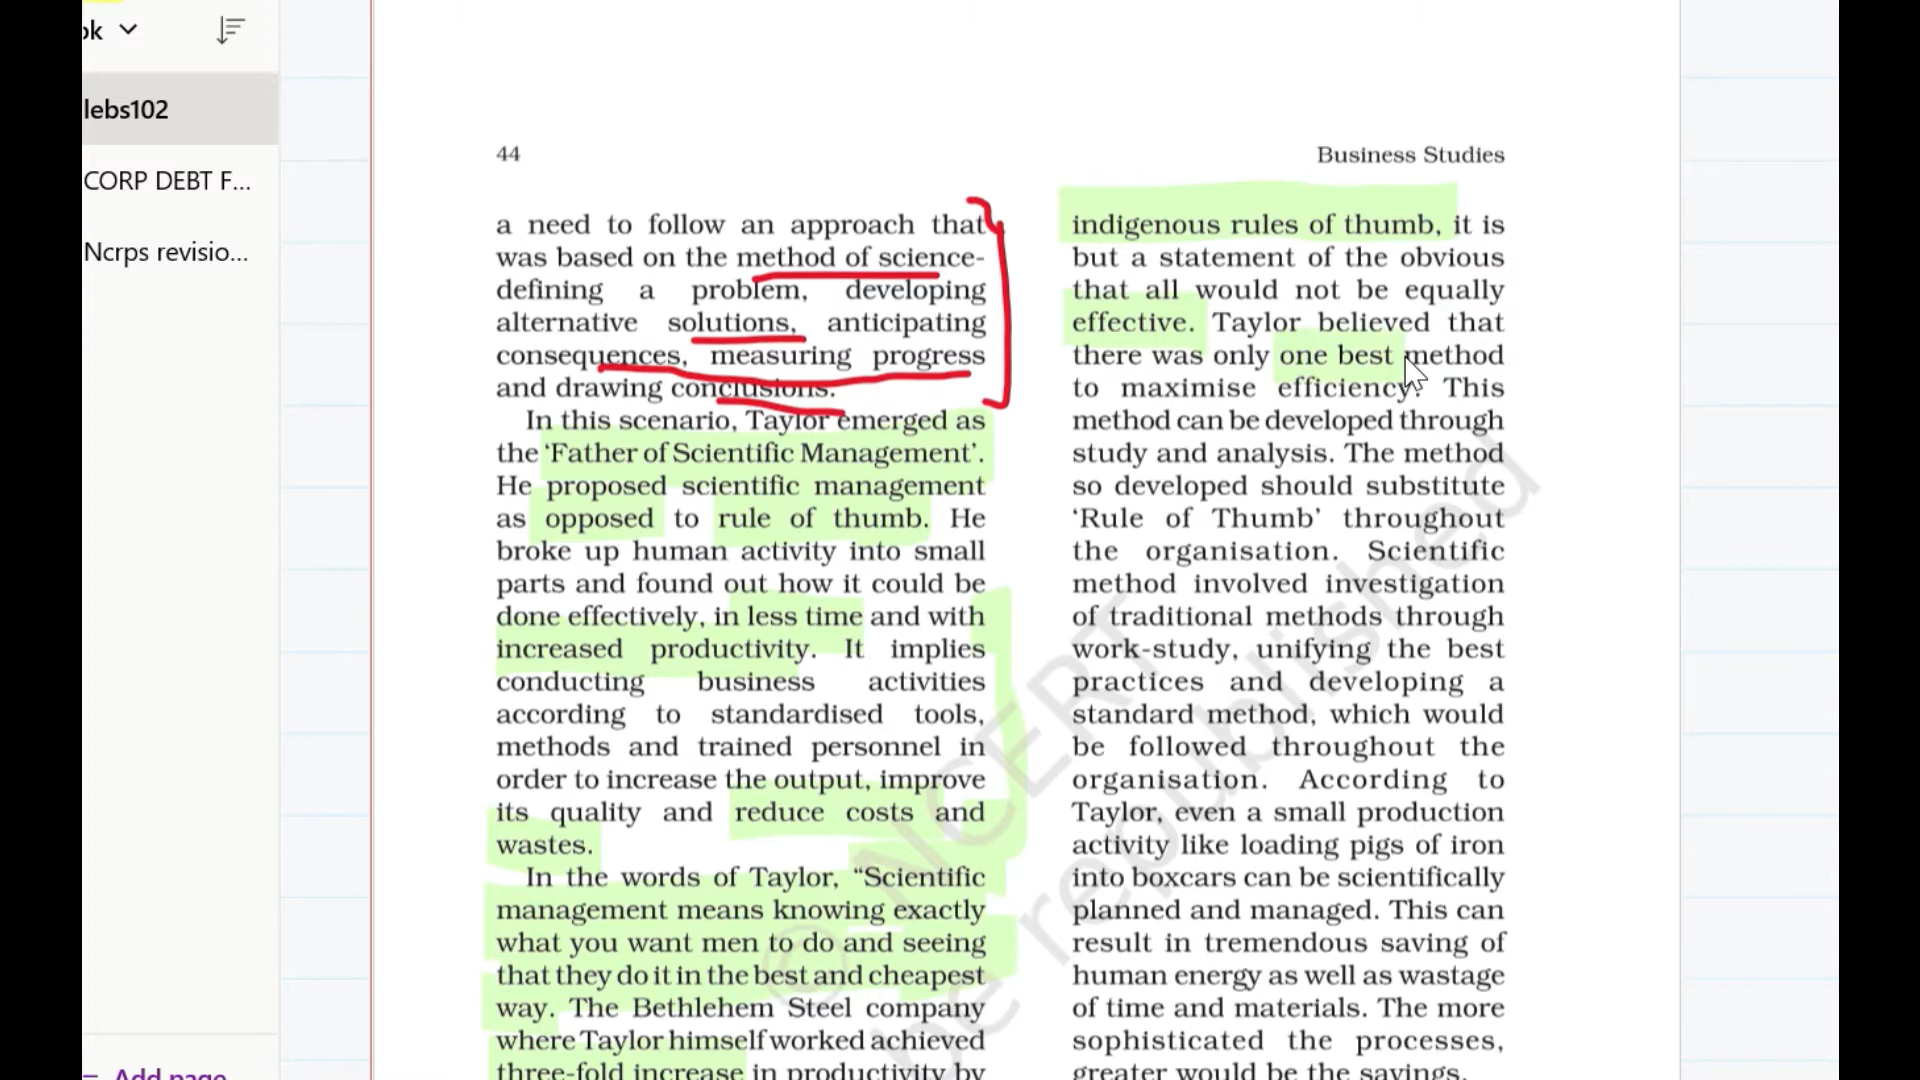 ok
lebs102
CORP DEBT F...
Ncrps revisio...
Add page
44
Business Studies
a need to follow an approach that
was based on the method of science-
defining a problem, developing
alternative solutions, anticipating
consequences, measuring progress
and drawing conclusions.
In this scenario, Taylor emerged as
the ‘Father of Scientific Management’.
He proposed scientific management
as opposed to rule of thumb. He
broke up human activity into small
parts and found out how it could be
done effectively, in less time and with
increased productivity. It implies
conducting business activities
according to standardised tools,
methods and trained personnel in
order to increase the output, improve
its quality and reduce costs and
wastes.
In the words of Taylor, “Scientific
management means knowing exactly
what you want men to do and seeing
that they do it in the best and cheapest
way. The Bethlehem Steel company
where Taylor himself worked achieved
three-fold increase in productivity by
indigenous rules of thumb, it is
but a statement of the obvious
that all would not be equally
effective. Taylor believed that
there was only one best method
to maximise efficiency. This
method can be developed through
study and analysis. The method
so developed should substitute
‘Rule of Thumb’ throughout
the organisation. Scientific
method involved investigation
of traditional methods through
work-study, unifying the best
practices and developing a
standard method, which would
be followed throughout the
organisation. According to
Taylor, even a small production
activity like loading pigs of iron
into boxcars can be scientifically
planned and managed. This can
result in tremendous saving of
human energy as well as wastage
of time and materials. The more
sophisticated the processes,
greater would be the savings.
© NCERT
be republished